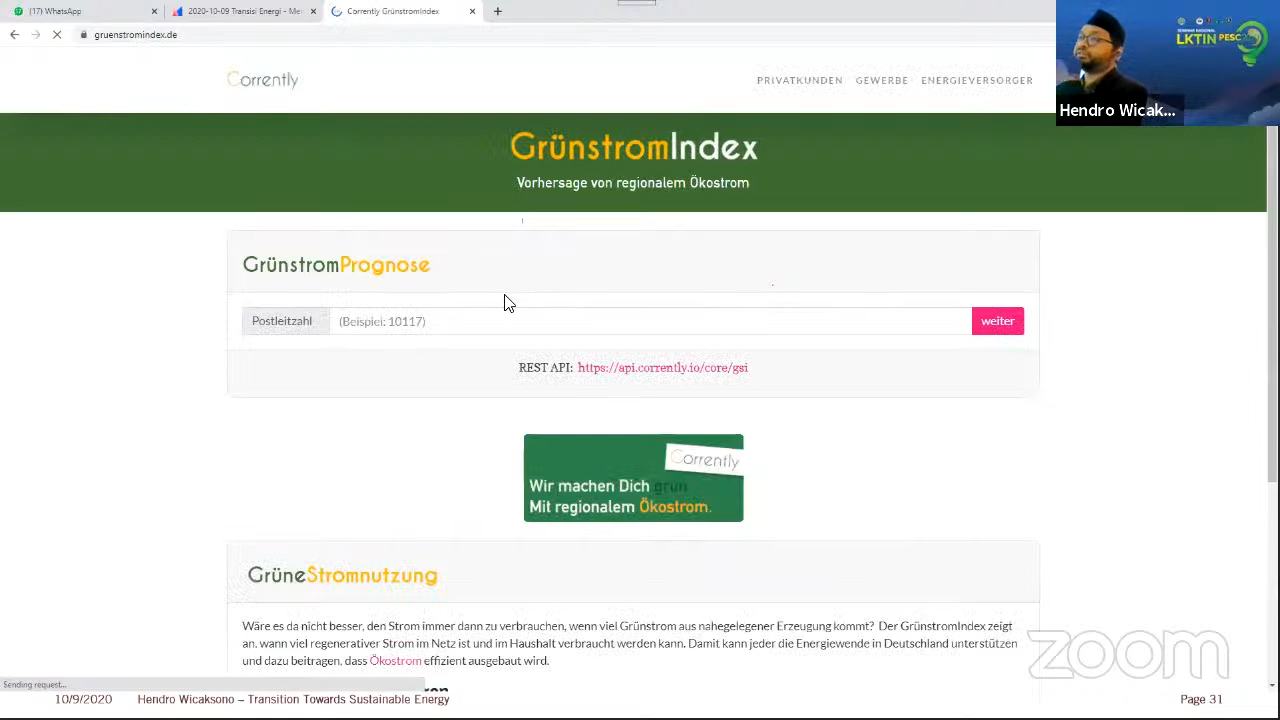 (17) WhatsApp
2020-10-09 Transisi Energi - Me
Corrently GrünstromIndex
gruenstromindex.de
Corrently
PRIVATKUNDEN GEWERBE ENERGIEVERSORGER
LKTIN PESC
Hendro Wicak...
GrünstromIndex
Vorhersage von regionalem Ökostrom
GrünstromPrognose
Postleitzahl (Beispiel: 10117) weiter
REST API: https://api.corrently.io/core/gsi
Corrently
Wir machen Dich grün
Mit regionalem Ökostrom.
GrüneStromnutzung
Wäre es da nicht besser, den Strom immer dann zu verbrauchen, wenn viel Grünstrom aus nahegelegener Erzeugung kommt? Der GrünstromIndex zeigt
an, wann viel regenerativer Strom im Netz ist und im Haushalt verbraucht werden kann. Damit kann jeder die Energiewende in Deutschland unterstützen
und dazu beitragen, dass Ökostrom effizient ausgebaut wird.
zoom
Sending request...
10/9/2020 Hendro Wicaksono – Transition Towards Sustainable Energy Page 31